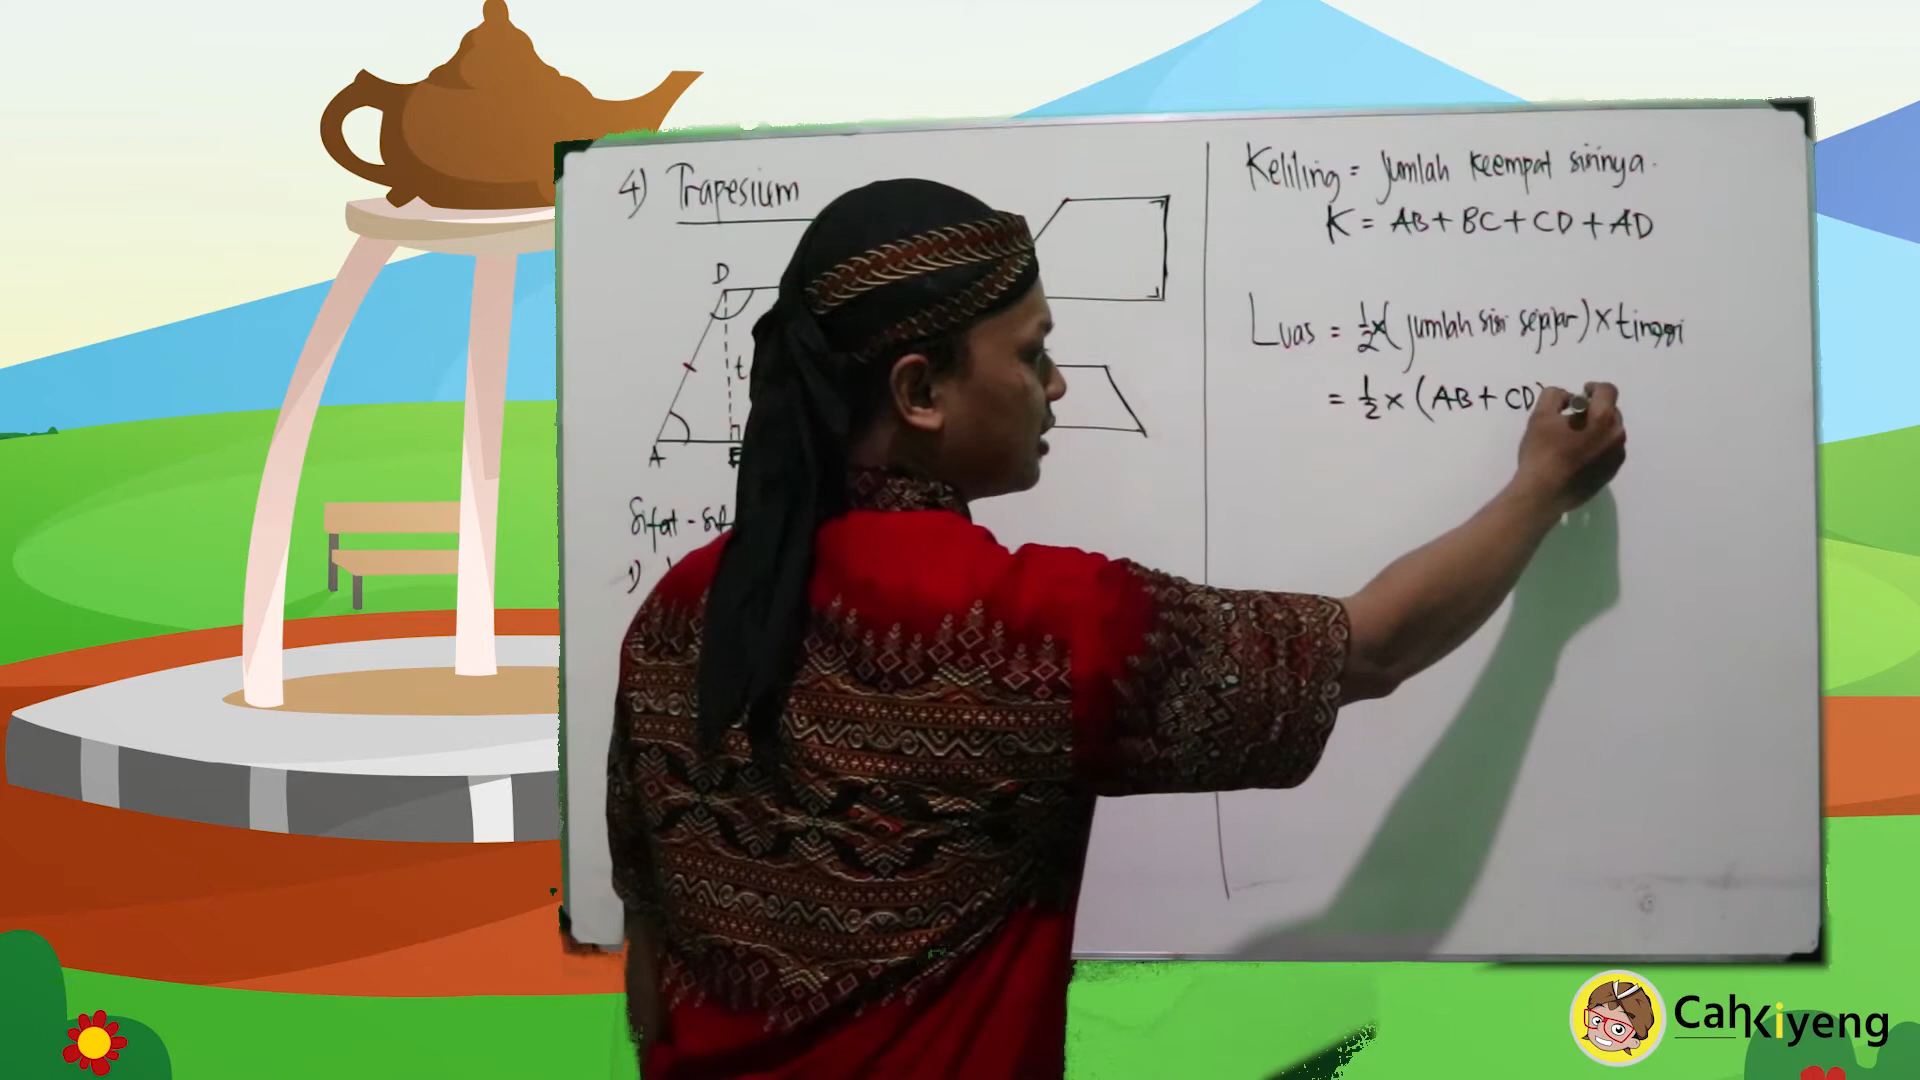 4) Trapesium
D
t
A E
Sifat-sif
1)
Keliling = Jumlah keempat sisinya.
K = AB + BC + CD + AD
Luas = 1/2 x (jumlah sisi sejajar) x tinggi
= 1/2 x (AB + CD)
CahKiyeng